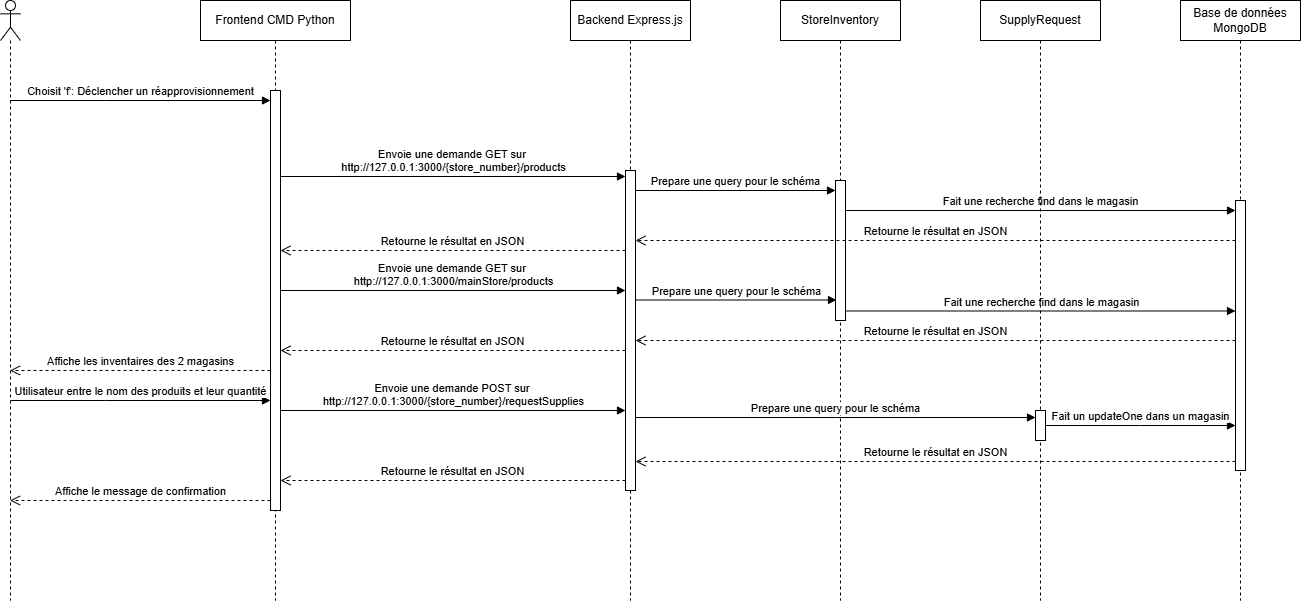 Frontend CMD Python
Backend Express.js
StoreInventory
SupplyRequest
Base de données
MongoDB
Choisit 'f': Déclencher un réapprovisionnement
Envoie une demande GET sur
http://127.0.0.1:3000/{store_number}/products
Prepare une query pour le schéma
Fait une recherche find dans le magasin
Retourne le résultat en JSON
Retourne le résultat en JSON
Envoie une demande GET sur
http://127.0.0.1:3000/mainStore/products
Prepare une query pour le schéma
Fait une recherche find dans le magasin
Retourne le résultat en JSON
Retourne le résultat en JSON
Affiche les inventaires des 2 magasins
Utilisateur entre le nom des produits et leur quantité
Envoie une demande POST sur
http://127.0.0.1:3000/{store_number}/requestSupplies
Prepare une query pour le schéma
Fait un updateOne dans un magasin
Retourne le résultat en JSON
Retourne le résultat en JSON
Affiche le message de confirmation